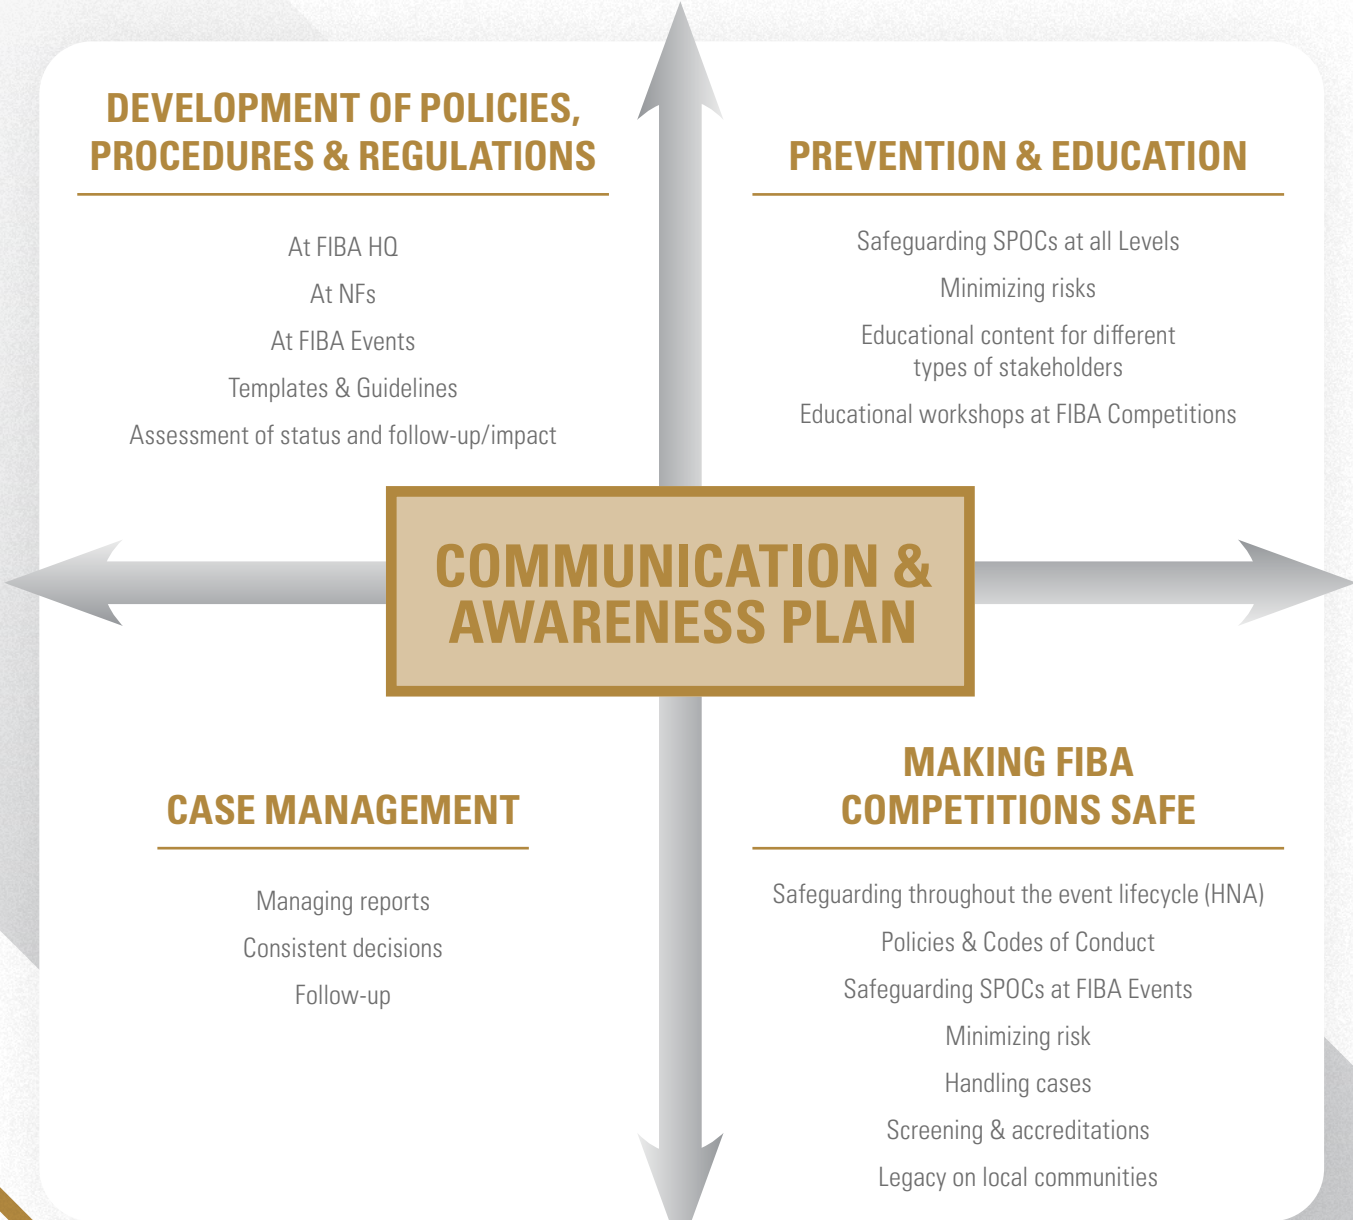 DEVELOPMENT OF POLICIES,
PROCEDURES & REGULATIONS
At FIBA HQ
At NFs
At FIBA Events
Templates & Guidelines
Assessment of status and follow-up/impact
PREVENTION & EDUCATION
Safeguarding SPOCs at all Levels
Minimizing risks
Educational content for different
types of stakeholders
Educational workshops at FIBA Competitions
COMMUNICATION &
AWARENESS PLAN
CASE MANAGEMENT
Managing reports
Consistent decisions
Follow-up
MAKING FIBA
COMPETITIONS SAFE
Safeguarding throughout the event lifecycle (HNA)
Policies & Codes of Conduct
Safeguarding SPOCs at FIBA Events
Minimizing risk
Handling cases
Screening & accreditations
Legacy on local communities